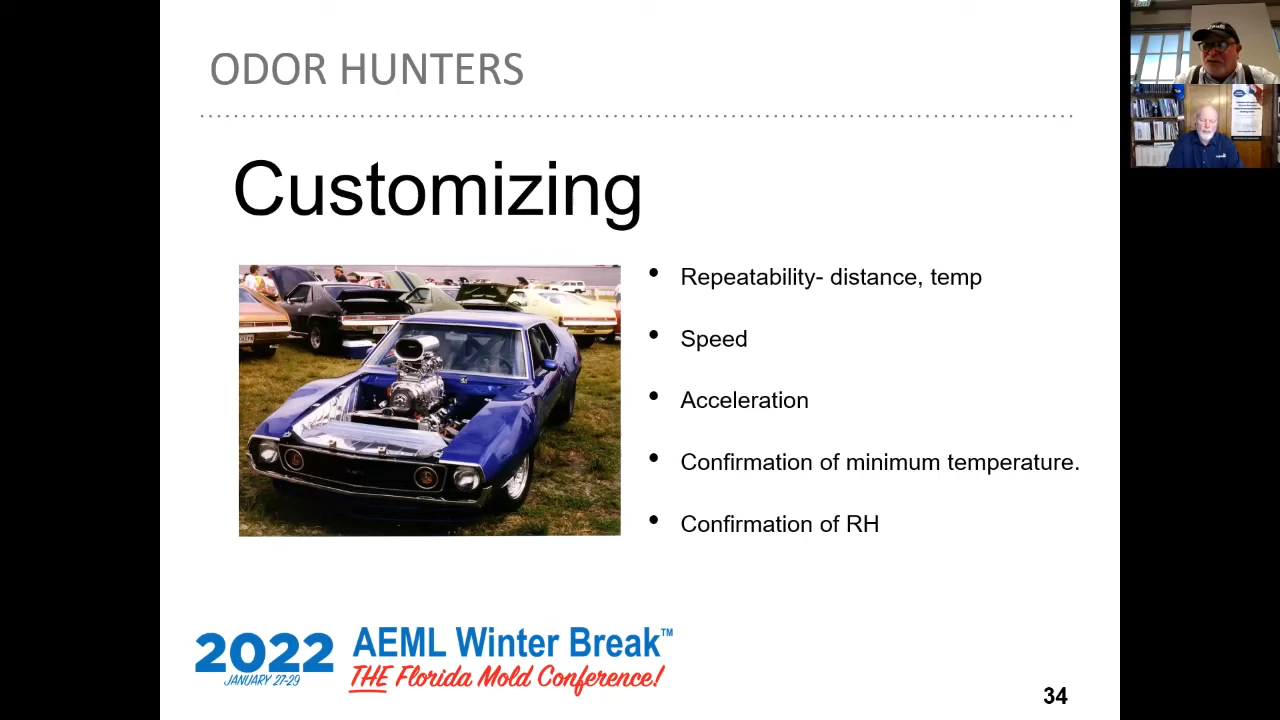 ODOR HUNTERS
Customizing
• Repeatability- distance, temp
• Speed
• Acceleration
• Confirmation of minimum temperature.
• Confirmation of RH
2022
JANUARY 27-29
AEML Winter Break™
THE Florida Mold Conference!
34